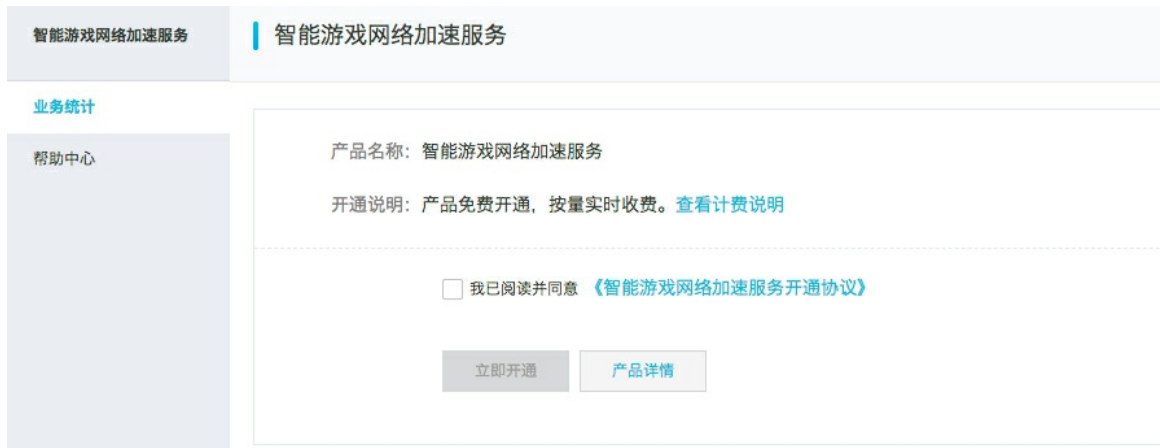 智能游戏网络加速服务
智能游戏网络加速服务
业务统计
帮助中心
产品名称：智能游戏网络加速服务
开通说明：产品免费开通，按量实时收费。查看计费说明
我已阅读并同意 《智能游戏网络加速服务开通协议》
立即开通
产品详情